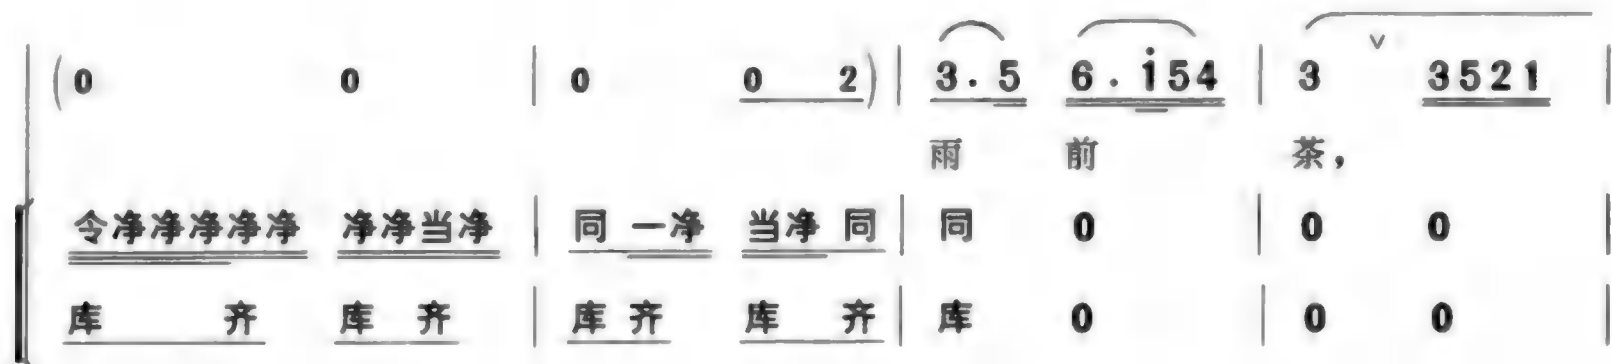 (0 0 | 0 0 2) | 3. 5 6. i54 | 3 ∨ 3521 |
雨 前 茶，
令净净净净净 净净当净 | 同 一净 当净 同 | 同 0 | 0 0 |
库 齐 库 齐 | 库 齐 库 齐 | 库 0 | 0 0 |